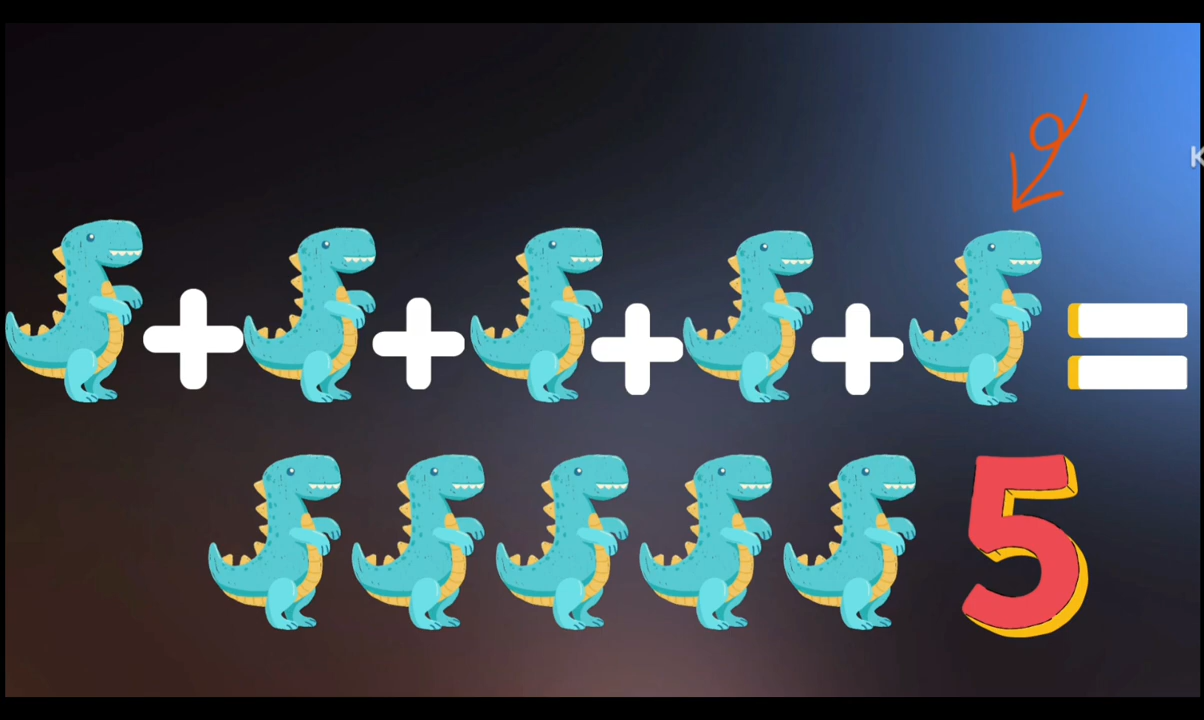 K
+ + + + =
5